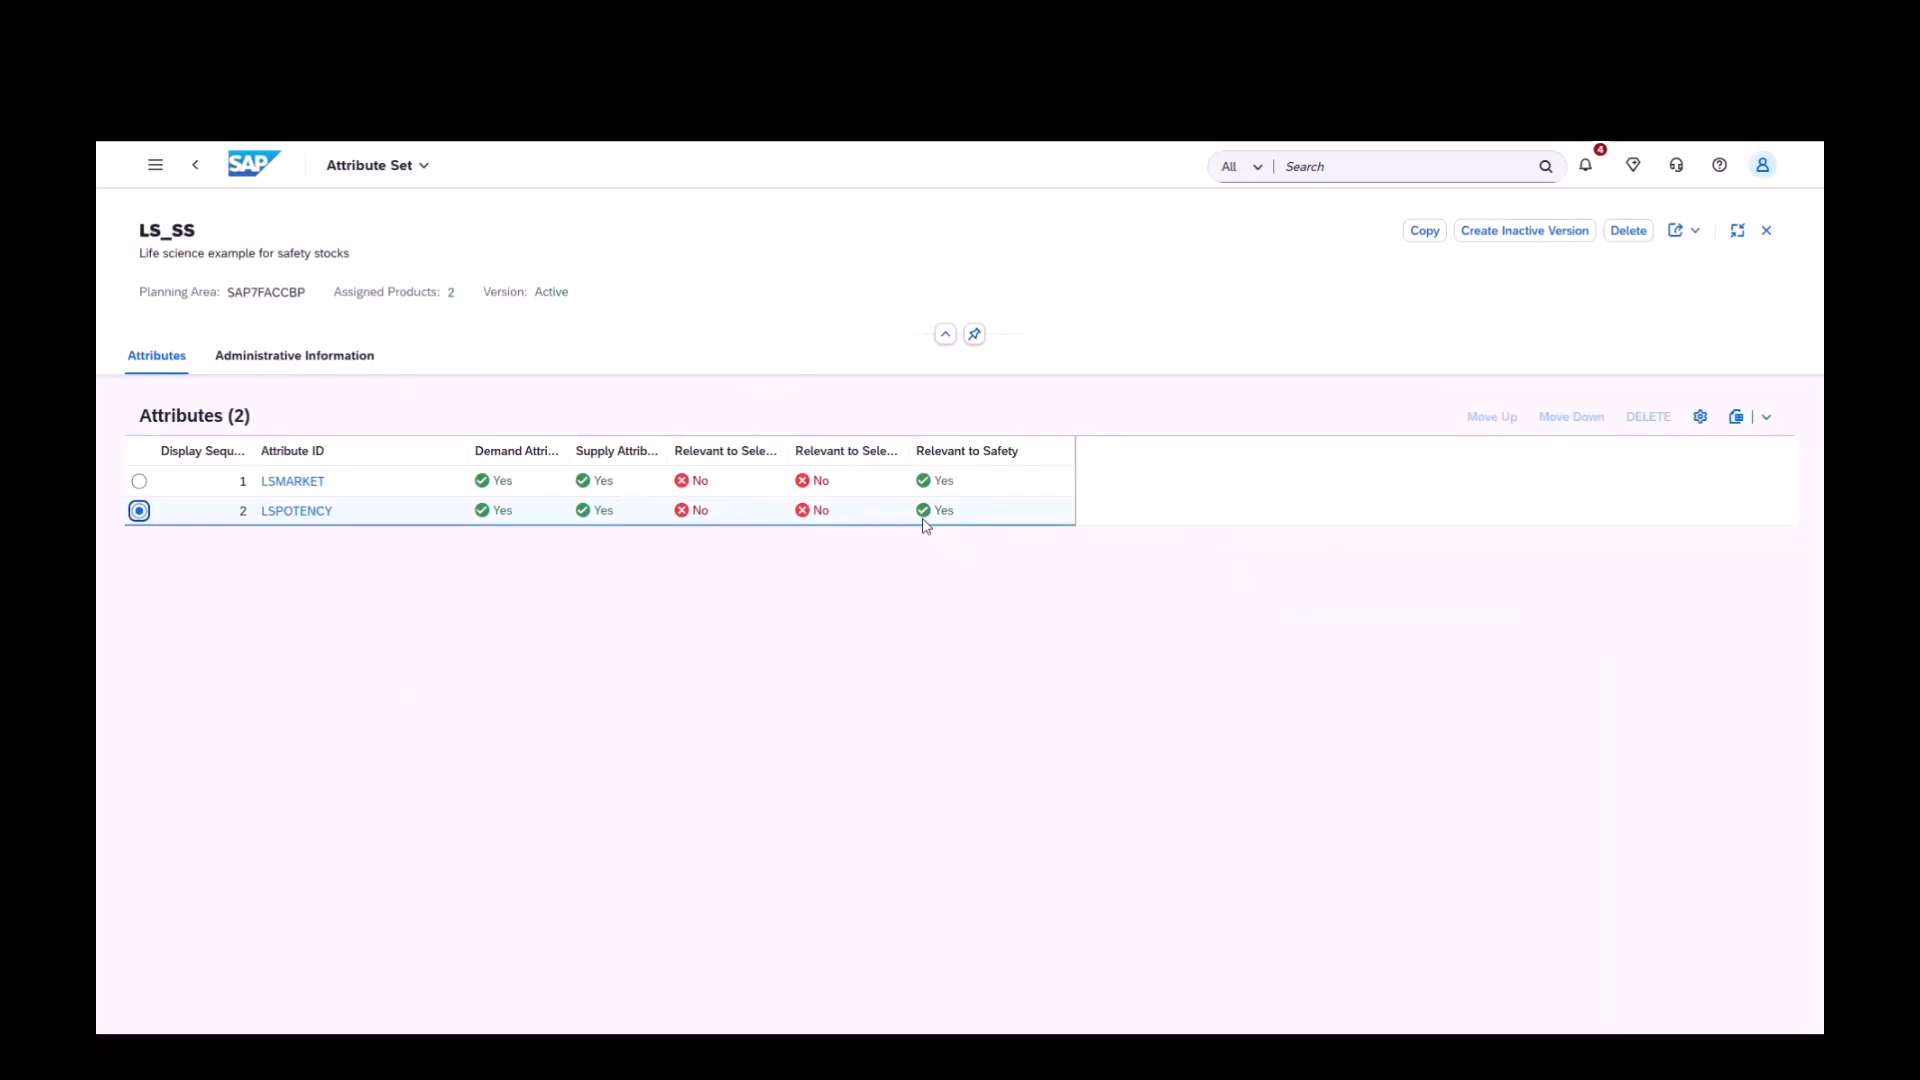 SAP Attribute Set All Search 4
LS_SS Copy Create Inactive Version Delete
Life science example for safety stocks
Planning Area: SAP7FACCBP Assigned Products: 2 Version: Active
Attributes Administrative Information
Attributes (2) Move Up Move Down DELETE
Display Sequ... Attribute ID Demand Attri... Supply Attrib... Relevant to Sele... Relevant to Sele... Relevant to Safety
1 LSMARKET Yes Yes No No Yes
2 LSPOTENCY Yes Yes No No Yes